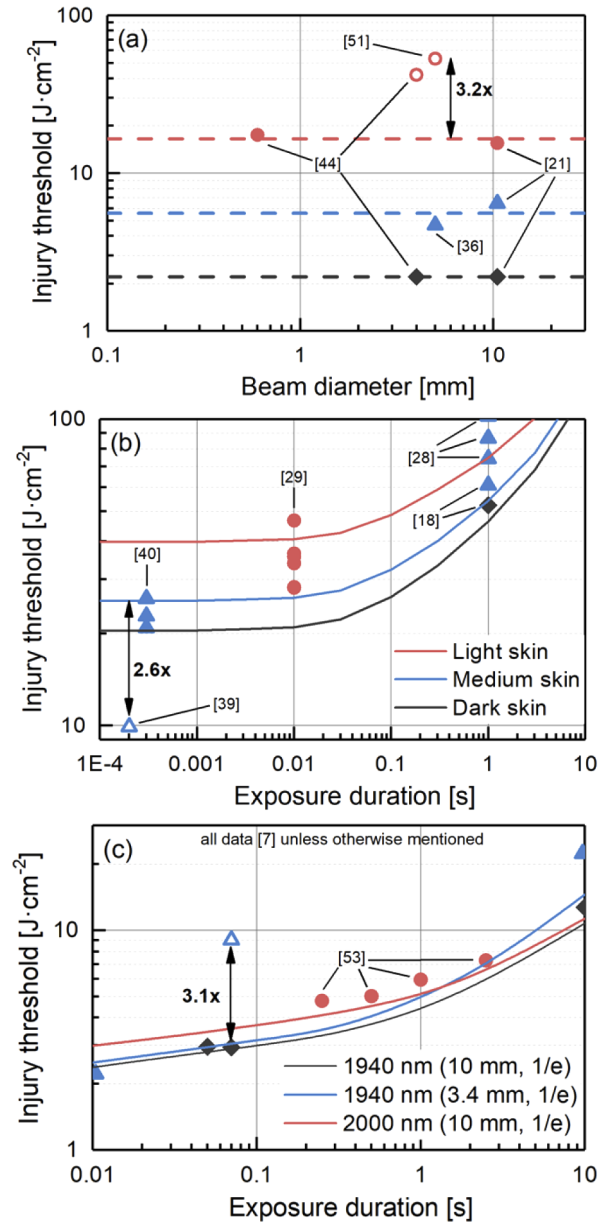 100
(a)
[51]
3.2x
[44]
[21]
10
[36]
1
0.1
1
10
Injury threshold [J·cm⁻²]
Beam diameter [mm]
100
(b)
[29]
[28]
[18]
[40]
2.6x
[39]
Light skin
Medium skin
Dark skin
10
1E-4
0.001
0.01
0.1
1
10
Injury threshold [J·cm⁻²]
Exposure duration [s]
(c)
all data [7] unless otherwise mentioned
10
[53]
3.1x
1940 nm (10 mm, 1/e)
1940 nm (3.4 mm, 1/e)
2000 nm (10 mm, 1/e)
1
0.01
0.1
1
10
Injury threshold [J·cm⁻²]
Exposure duration [s]